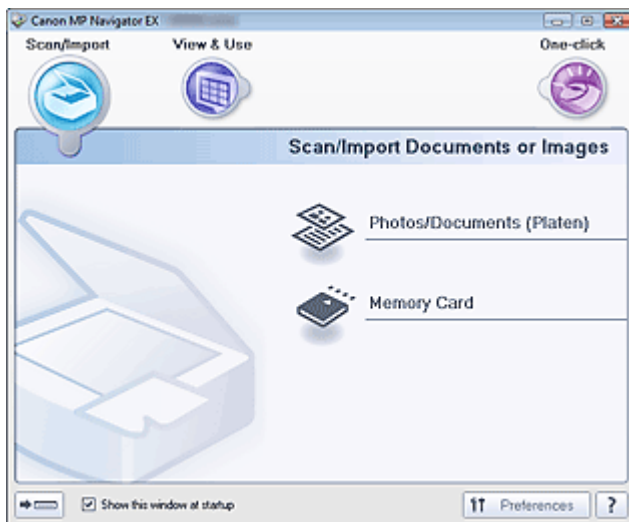 Canon MP Navigator EX
Scan/Import
View & Use
One-click
Scan/Import Documents or Images
Photos/Documents (Platen)
Memory Card
Show this window at startup
Preferences
?